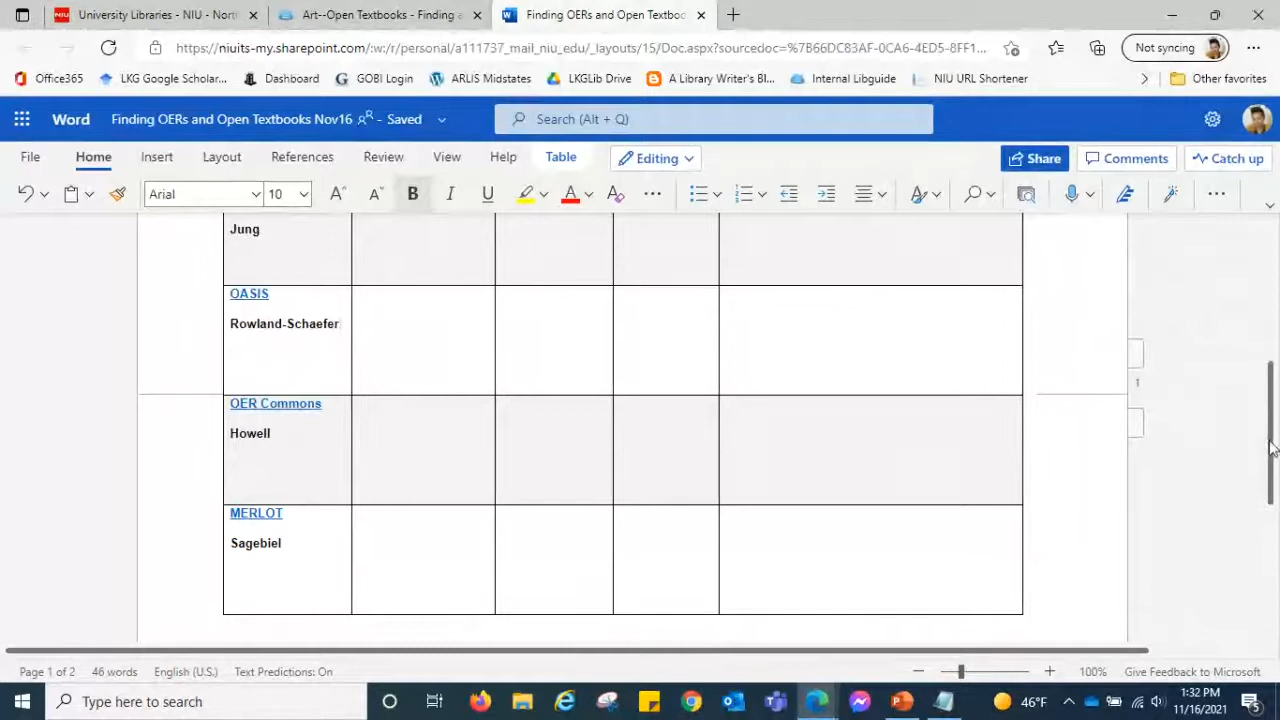 University Libraries - NIU - Nort
Art--Open Textbooks - Finding a
Finding OERs and Open Textboo
https://niuits-my.sharepoint.com/:w:/r/personal/a111737_mail_niu_edu/_layouts/15/Doc.aspx?sourcedoc=%7B66DC83AF-0CA6-4ED5-8FF1...
Not syncing
Office365
LKG Google Scholar...
Dashboard
GOBI Login
ARLIS Midstates
LKGLib Drive
A Library Writer's Bl...
Internal Libguide
NIU URL Shortener
Other favorites
Word
Finding OERs and Open Textbooks Nov16 - Saved
Search (Alt + Q)
File
Home
Insert
Layout
References
Review
View
Help
Table
Editing
Share
Comments
Catch up
Arial
10
B I U
Jung
OASIS
Rowland-Schaefer
OER Commons
Howell
MERLOT
Sagebiel
1
Page 1 of 2
46 words
English (U.S.)
Text Predictions: On
100%
Give Feedback to Microsoft
Type here to search
46°F
1:32 PM
11/16/2021
5